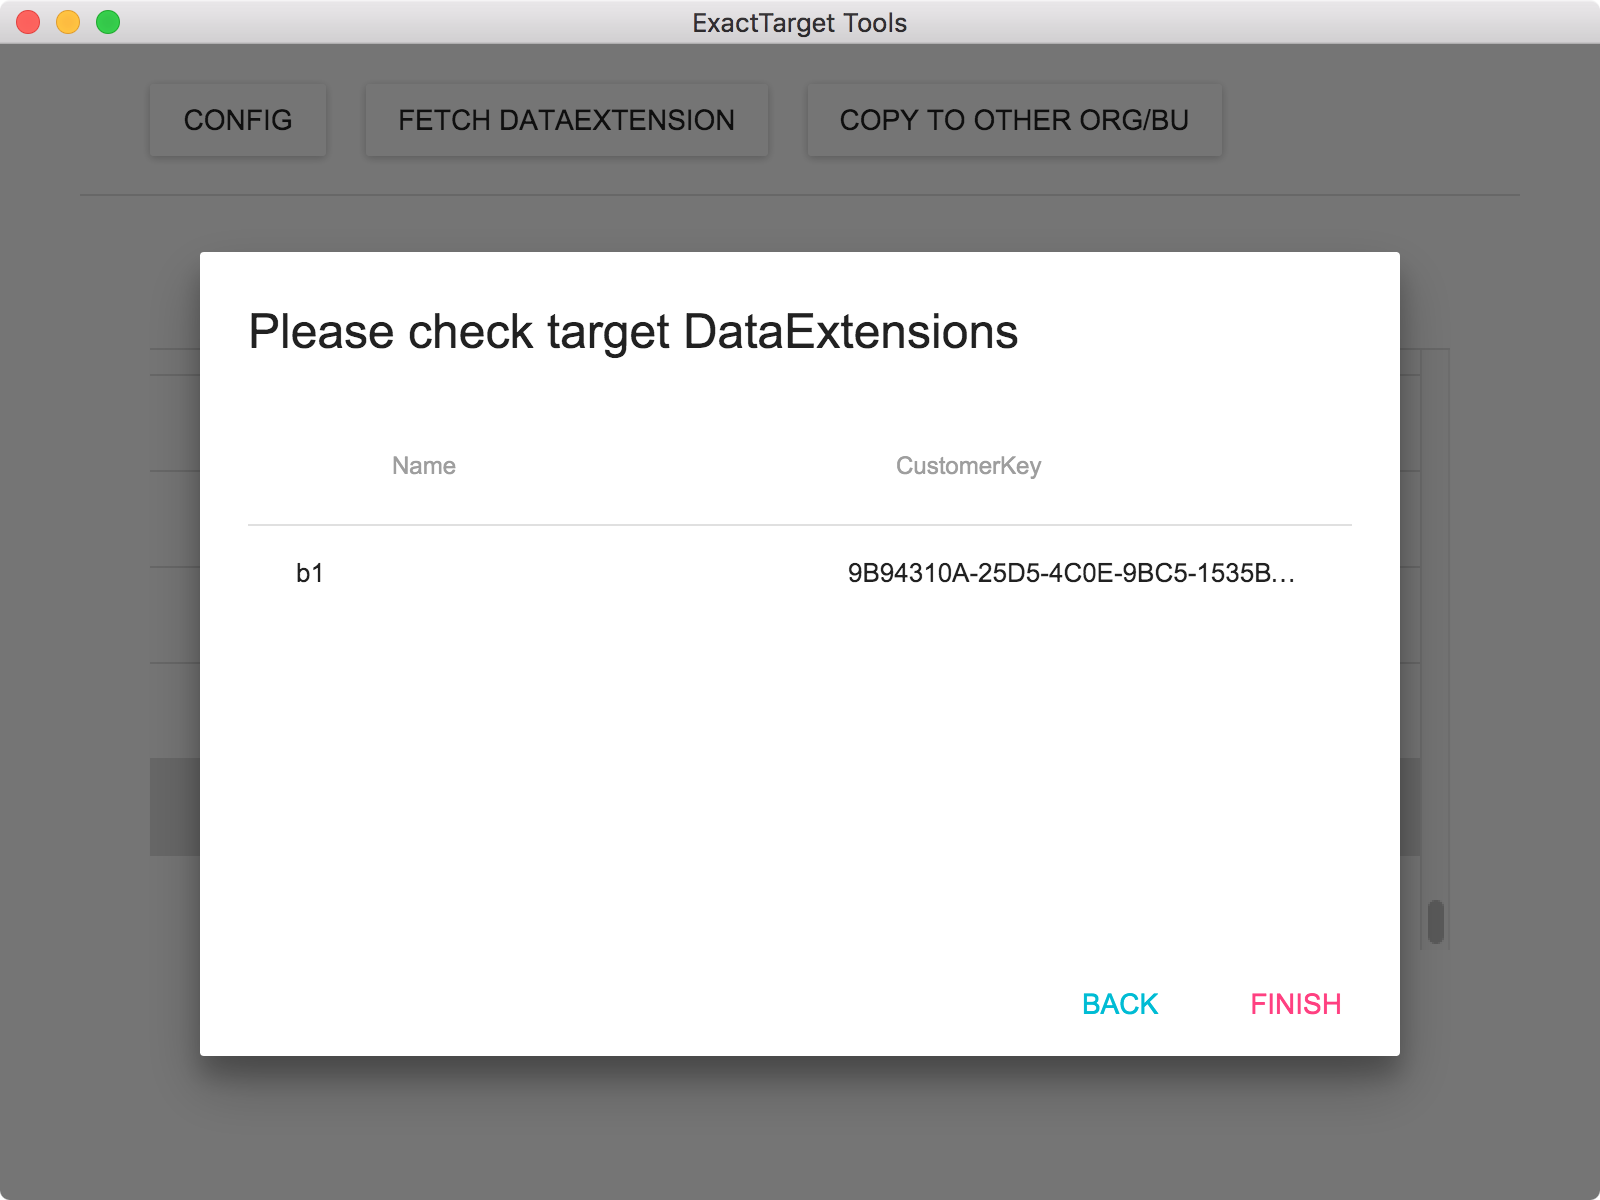 ExactTarget Tools
CONFIG FETCH DATAEXTENSION COPY TO OTHER ORG/BU
Please check target DataExtensions
Name CustomerKey
b1 9B94310A-25D5-4C0E-9BC5-1535B...
BACK FINISH